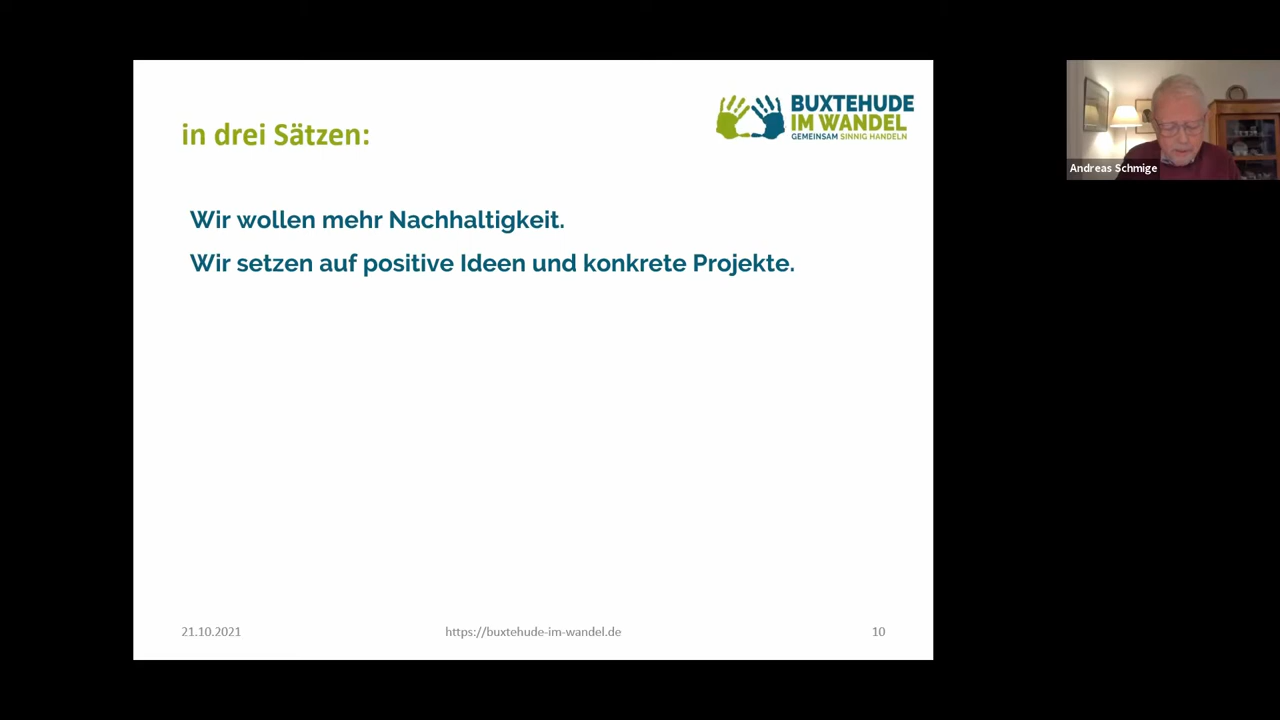 in drei Sätzen:
BUXTEHUDE
IM WANDEL
GEMEINSAM SINNIG HANDELN
Wir wollen mehr Nachhaltigkeit.
Wir setzen auf positive Ideen und konkrete Projekte.
21.10.2021
https://buxtehude-im-wandel.de
10
Andreas Schmige